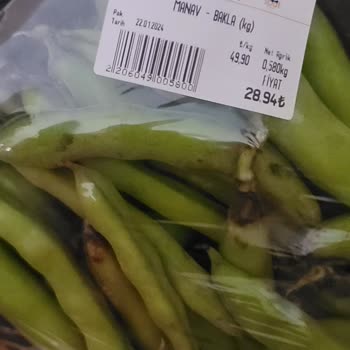 MANAV - BAKLA (kg)
Pak.
Tarih 22.01.2024
₺/kg Net Ağırlık
49,90 0,580kg
FİYAT
28.94₺
2206049005800